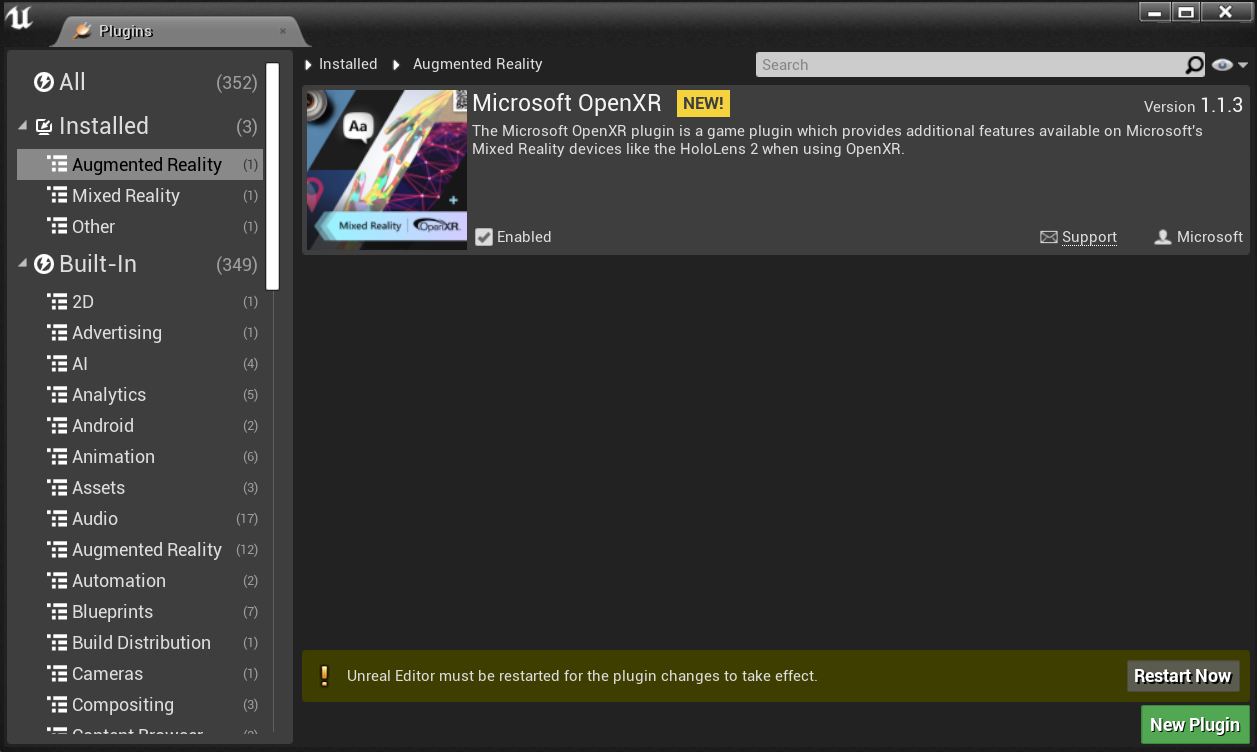 Plugins
All (352)
Installed (3)
Augmented Reality (1)
Mixed Reality (1)
Other (1)
Built-In (349)
2D (1)
Advertising (1)
AI (4)
Analytics (5)
Android (2)
Animation (6)
Assets (3)
Audio (17)
Augmented Reality (12)
Automation (2)
Blueprints (7)
Build Distribution (1)
Cameras (1)
Compositing (3)
Content Browser
Installed Augmented Reality
Search
Aa
Mixed Reality OpenXR.
Microsoft OpenXR NEW! Version 1.1.3
The Microsoft OpenXR plugin is a game plugin which provides additional features available on Microsoft's
Mixed Reality devices like the HoloLens 2 when using OpenXR.
Enabled Support Microsoft
Unreal Editor must be restarted for the plugin changes to take effect. Restart Now
New Plugin